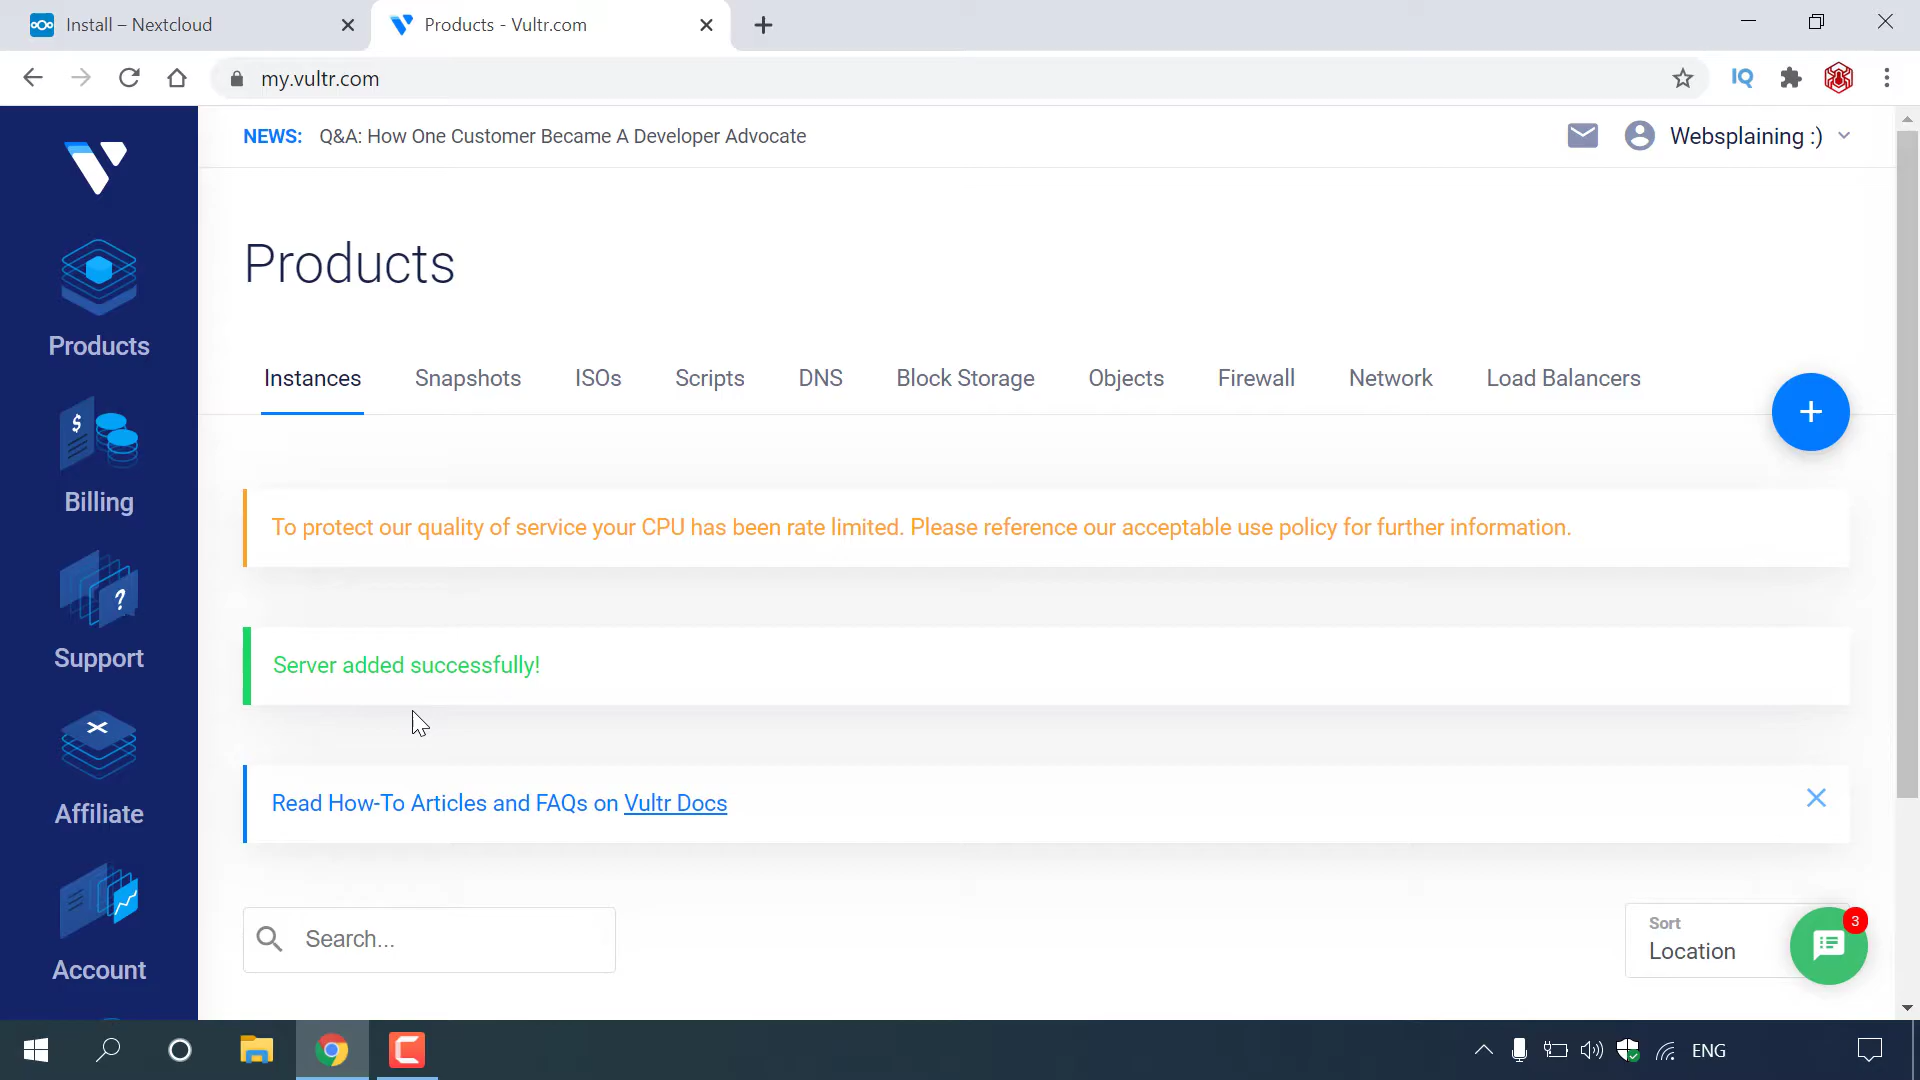 Install – Nextcloud
Products - Vultr.com
my.vultr.com
IQ
NEWS: Q&A: How One Customer Became A Developer Advocate
Websplaining :)
Products
Billing
Support
Affiliate
Account
Products
Instances Snapshots ISOs Scripts DNS Block Storage Objects Firewall Network Load Balancers
+
To protect our quality of service your CPU has been rate limited. Please reference our acceptable use policy for further information.
Server added successfully!
Read How-To Articles and FAQs on Vultr Docs
Search...
Sort
Location
3
ENG